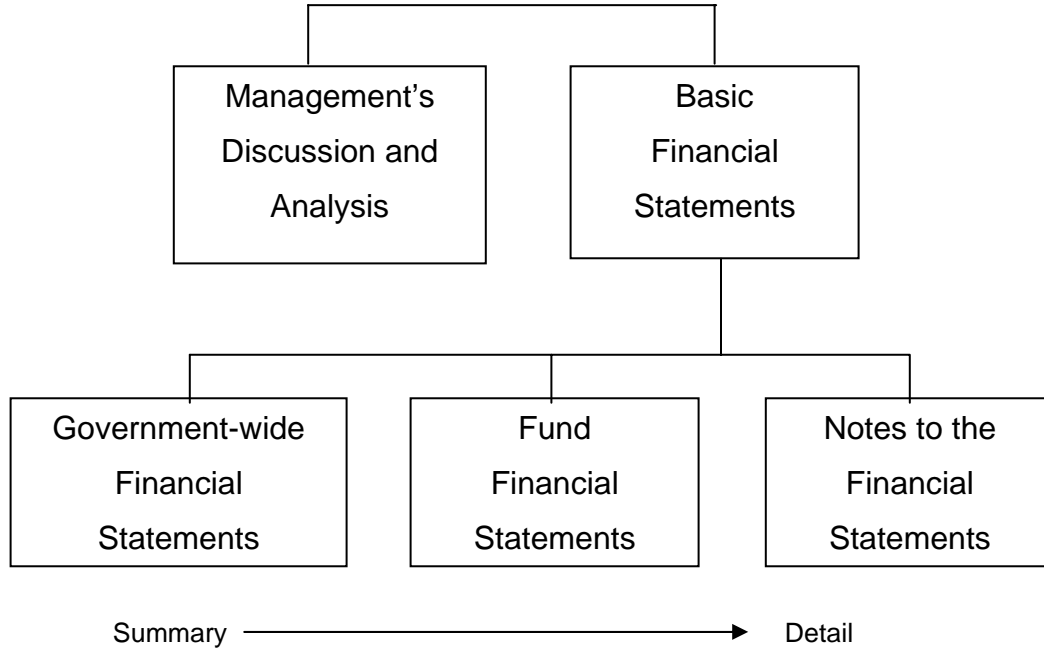 Management’s
Discussion and
Analysis
Basic
Financial
Statements
Government-wide
Financial
Statements
Fund
Financial
Statements
Notes to the
Financial
Statements
Summary
Detail